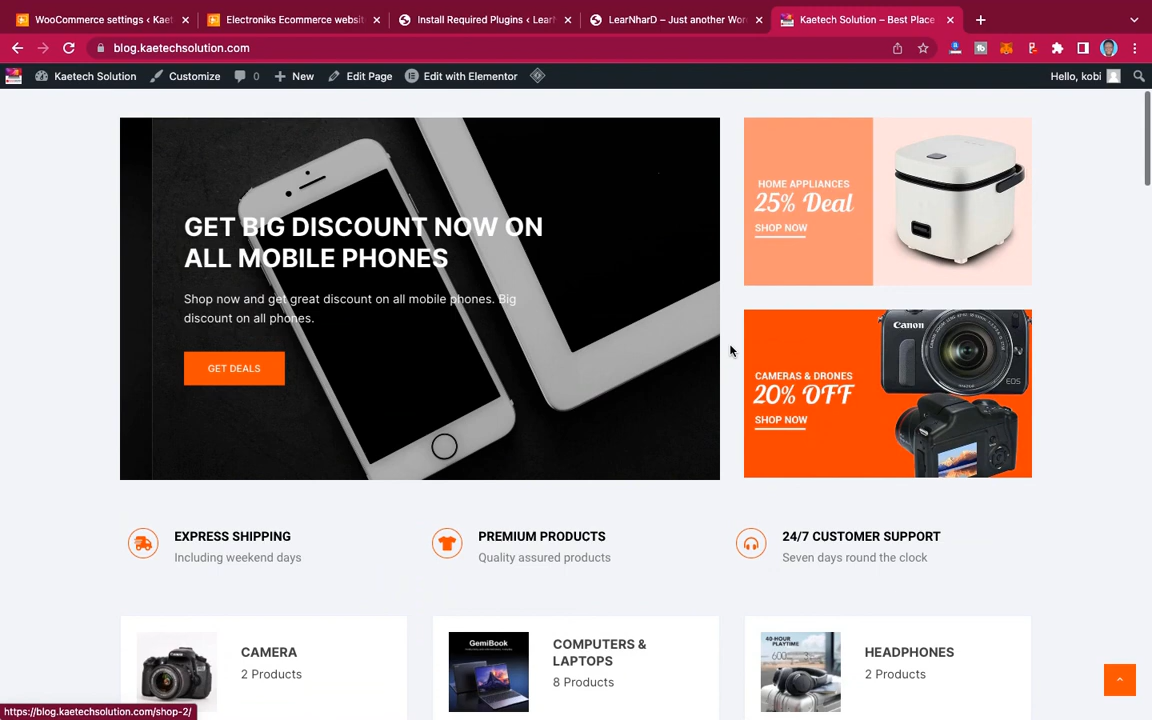 WooCommerce settings ‹ Kaet
Electroniks Ecommerce websit
Install Required Plugins ‹ Lear
LearNharD – Just another Wor
Kaetech Solution – Best Place
blog.kaetechsolution.com
Kaetech Solution
Customize
0
New
Edit Page
Edit with Elementor
Hello, kobi
GET BIG DISCOUNT NOW ON
ALL MOBILE PHONES
Shop now and get great discount on all mobile phones. Big
discount on all phones.
GET DEALS
HOME APPLIANCES
25% Deal
SHOP NOW
Canon
EOS
CAMERAS & DRONES
20% OFF
SHOP NOW
EXPRESS SHIPPING
Including weekend days
PREMIUM PRODUCTS
Quality assured products
24/7 CUSTOMER SUPPORT
Seven days round the clock
CAMERA
2 Products
GemiBook
COMPUTERS &
LAPTOPS
8 Products
40-HOUR
PLAYTIME
HEADPHONES
2 Products
https://blog.kaetechsolution.com/shop-2/